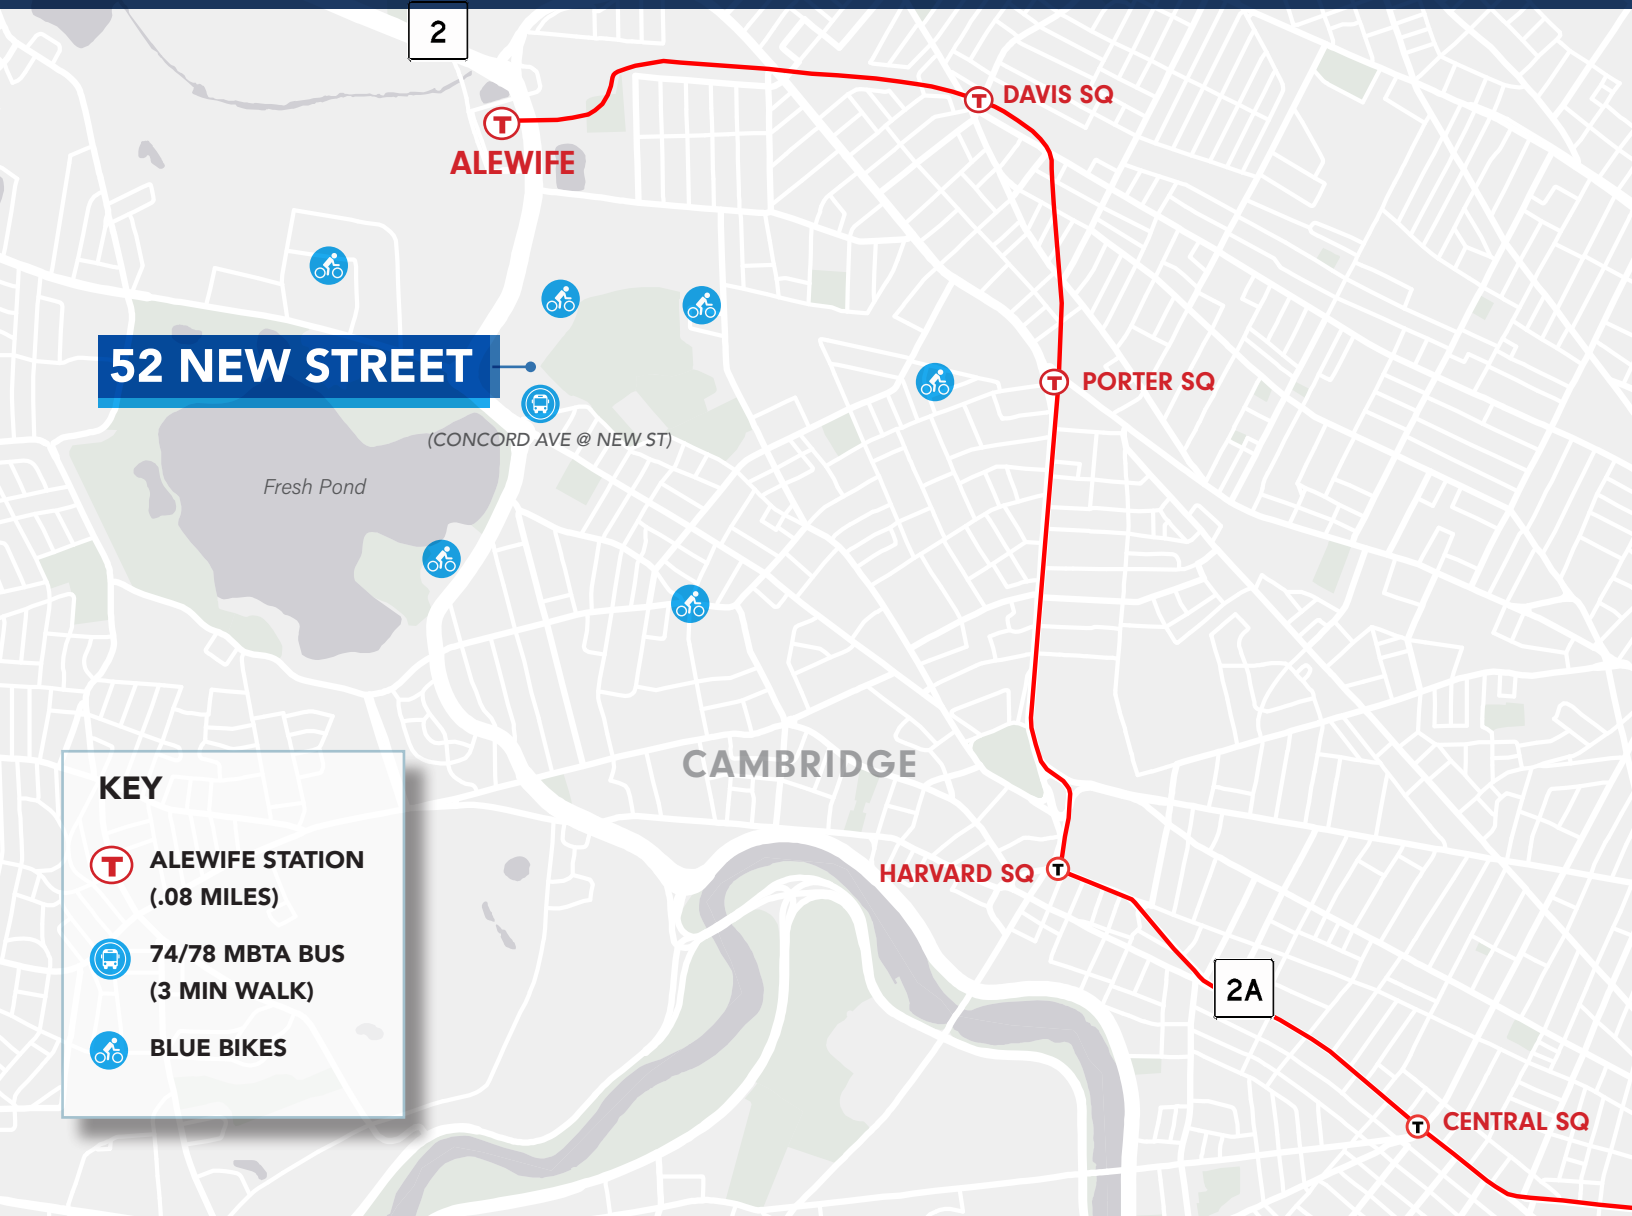 2
T DAVIS SQ
T
ALEWIFE
52 NEW STREET
T PORTER SQ
(CONCORD AVE @ NEW ST)
Fresh Pond
CAMBRIDGE
HARVARD SQ T
2A
T CENTRAL SQ
KEY
T ALEWIFE STATION
(.08 MILES)
74/78 MBTA BUS
(3 MIN WALK)
BLUE BIKES